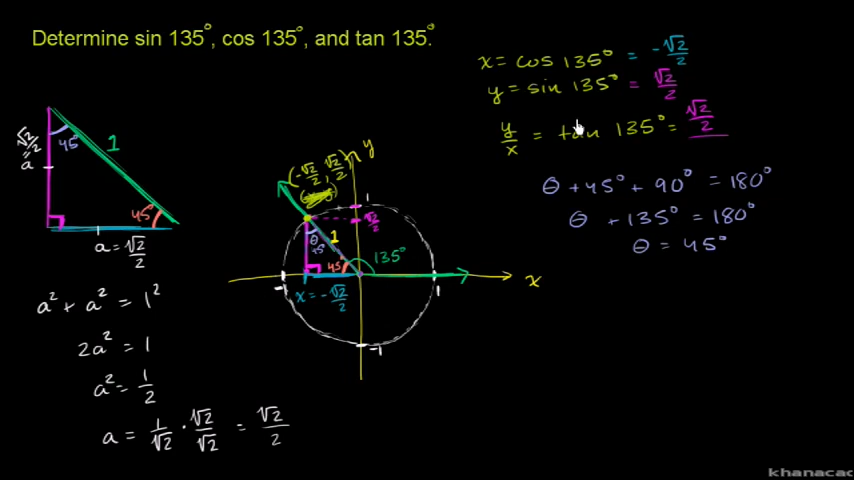 Determine sin 135°, cos 135°, and tan 135°.
x = cos 135° = -√2/2
y = sin 135° = √2/2
y/x = tan 135° = √2/2
θ + 45° + 90° = 180°
θ + 135° = 180°
θ = 45°
√2/2 = a
45°
1
45°
a = √2/2
a² + a² = 1²
2a² = 1
a² = 1/2
a = 1/√2 · √2/√2 = √2/2
(-√2/2, √2/2)
y
1
√2/2
θ
45°
1
45°
135°
x
-1
1
x = -√2/2
-1
khanacad